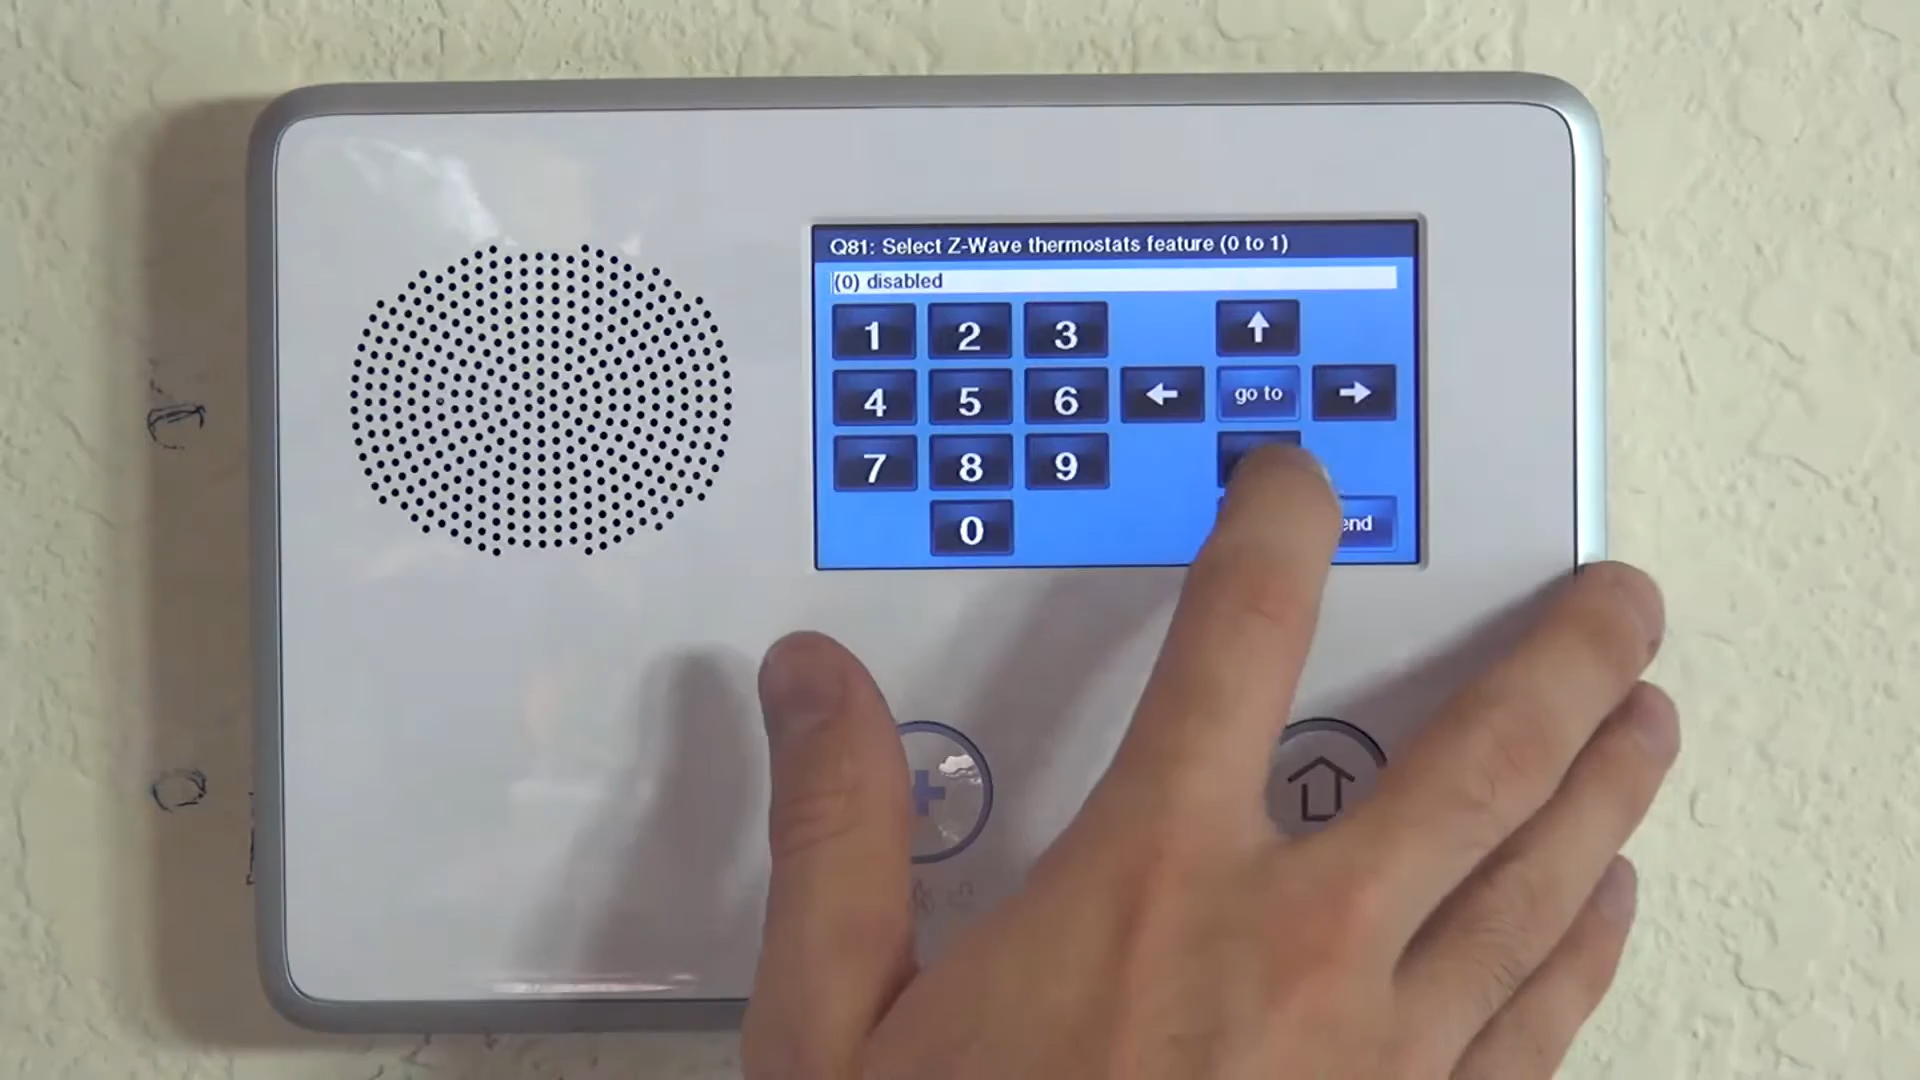 Q81: Select Z-Wave thermostats feature (0 to 1)
(0) disabled
1 2 3
4 5 6 go to
7 8 9
0